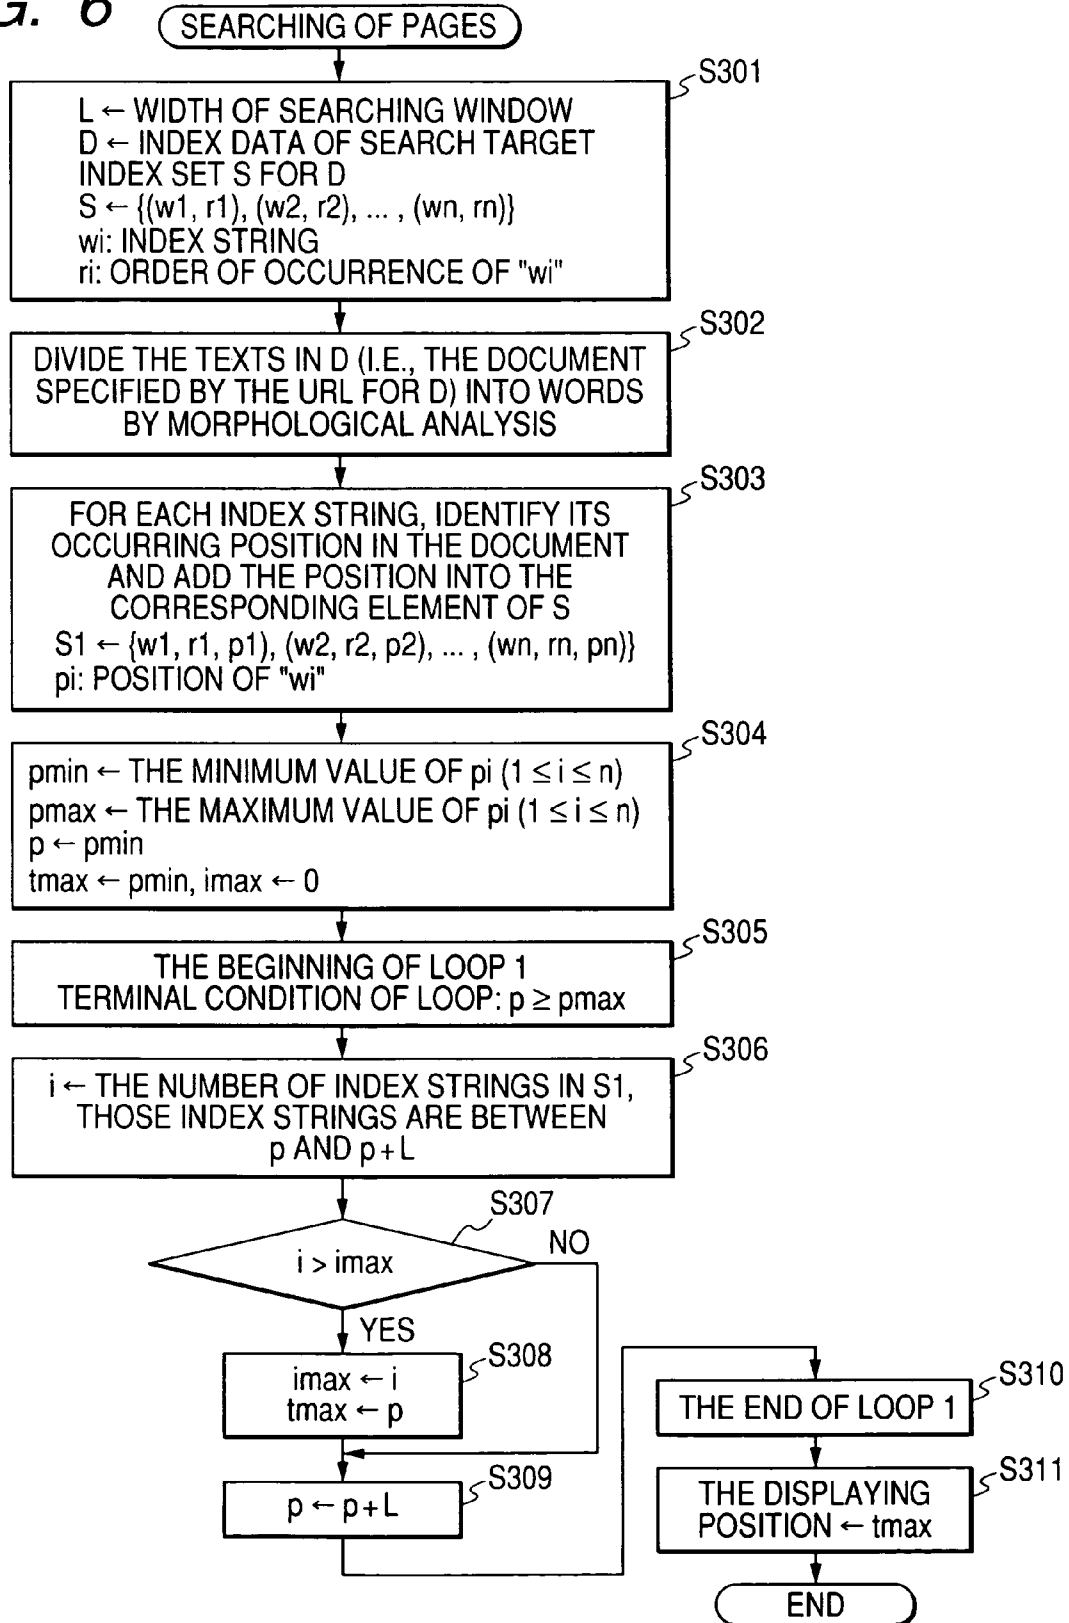 G. 6
SEARCHING OF PAGES
S301
L ← WIDTH OF SEARCHING WINDOW
D ← INDEX DATA OF SEARCH TARGET
INDEX SET S FOR D
S ← {(w1, r1), (w2, r2), ... , (wn, rn)}
wi: INDEX STRING
ri: ORDER OF OCCURRENCE OF "wi"
S302
DIVIDE THE TEXTS IN D (I.E., THE DOCUMENT
SPECIFIED BY THE URL FOR D) INTO WORDS
BY MORPHOLOGICAL ANALYSIS
S303
FOR EACH INDEX STRING, IDENTIFY ITS
OCCURRING POSITION IN THE DOCUMENT
AND ADD THE POSITION INTO THE
CORRESPONDING ELEMENT OF S
S1 ← {w1, r1, p1), (w2, r2, p2), ... , (wn, rn, pn)}
pi: POSITION OF "wi"
S304
pmin ← THE MINIMUM VALUE OF pi (1 ≤ i ≤ n)
pmax ← THE MAXIMUM VALUE OF pi (1 ≤ i ≤ n)
p ← pmin
tmax ← pmin, imax ← 0
S305
THE BEGINNING OF LOOP 1
TERMINAL CONDITION OF LOOP: p ≥ pmax
S306
i ← THE NUMBER OF INDEX STRINGS IN S1,
THOSE INDEX STRINGS ARE BETWEEN
p AND p+L
S307
i > imax
NO
YES
S308
imax ← i
tmax ← p
S309
p ← p+L
S310
THE END OF LOOP 1
S311
THE DISPLAYING
POSITION ← tmax
END